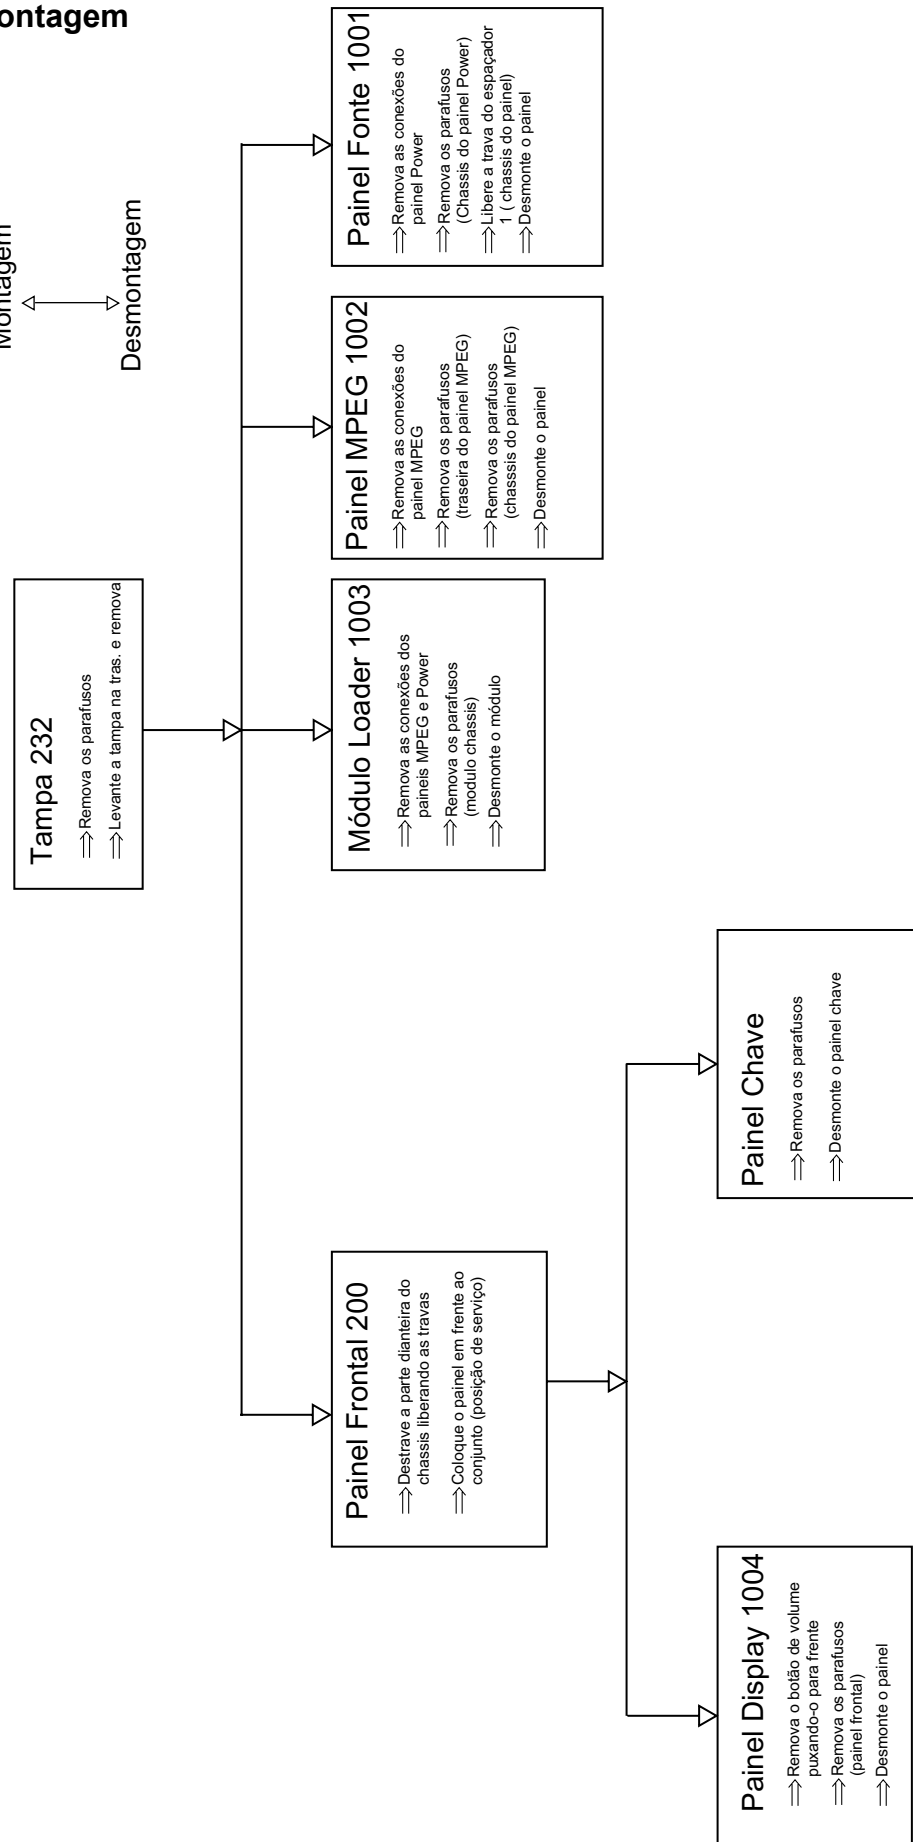 ontagem
Montagem
Desmontagem
Tampa 232
⇒Remova os parafusos
⇒Levante a tampa na tras. e remova
Painel Frontal 200
⇒Destrave a parte dianteira do
chassis liberando as travas
⇒Coloque o painel em frente ao
conjunto (posição de serviço)
Módulo Loader 1003
⇒Remova as conexões dos
paineis MPEG e Power
⇒Remova os parafusos
(modulo chassis)
⇒Desmonte o módulo
Painel MPEG 1002
⇒Remova as conexões do
painel MPEG
⇒Remova os parafusos
(traseira do painel MPEG)
⇒Remova os parafusos
(chasssis do painel MPEG)
⇒Desmonte o painel
Painel Fonte 1001
⇒Remova as conexões do
painel Power
⇒Remova os parafusos
(Chassis do painel Power)
⇒Libere a trava do espaçador
1 ( chassis do painel)
⇒Desmonte o painel
Painel Display 1004
⇒Remova o botão de volume
puxando-o para frente
⇒Remova os parafusos
(painel frontal)
⇒Desmonte o painel
Painel Chave
⇒Remova os parafusos
⇒Desmonte o painel chave